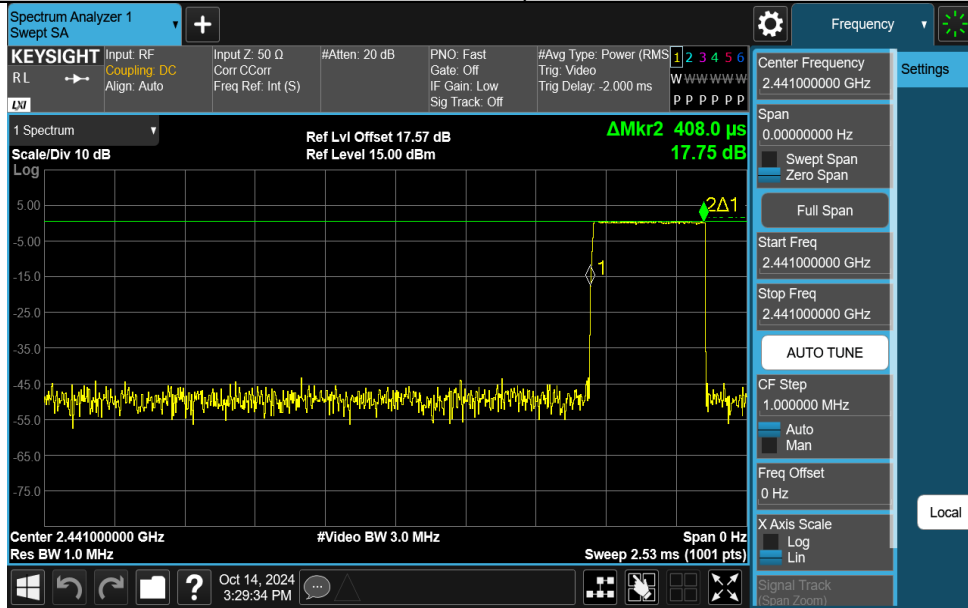 Spectrum Analyzer 1
Swept SA
Frequency
KEYSIGHT
R L
LXI
Input: RF
Coupling: DC
Align: Auto
Input Z: 50 Ω
Corr CCorr
Freq Ref: Int (S)
#Atten: 20 dB
PNO: Fast
Gate: Off
IF Gain: Low
Sig Track: Off
#Avg Type: Power (RMS
Trig: Video
Trig Delay: -2.000 ms
1 2 3 4 5 6
W W W W W W
P P P P P P
1 Spectrum
Scale/Div 10 dB
Log
Ref Lvl Offset 17.57 dB
Ref Level 15.00 dBm
ΔMkr2 408.0 µs
17.75 dB
5.00
-5.00
-15.0
-25.0
-35.0
-45.0
-55.0
-65.0
-75.0
2Δ1
1
Center 2.441000000 GHz
Res BW 1.0 MHz
#Video BW 3.0 MHz
Span 0 Hz
Sweep 2.53 ms (1001 pts)
Oct 14, 2024
3:29:34 PM
Center Frequency
2.441000000 GHz
Span
0.00000000 Hz
Swept Span
Zero Span
Full Span
Start Freq
2.441000000 GHz
Stop Freq
2.441000000 GHz
AUTO TUNE
CF Step
1.000000 MHz
Auto
Man
Freq Offset
0 Hz
X Axis Scale
Log
Lin
Signal Track
(Span Zoom)
Settings
Local